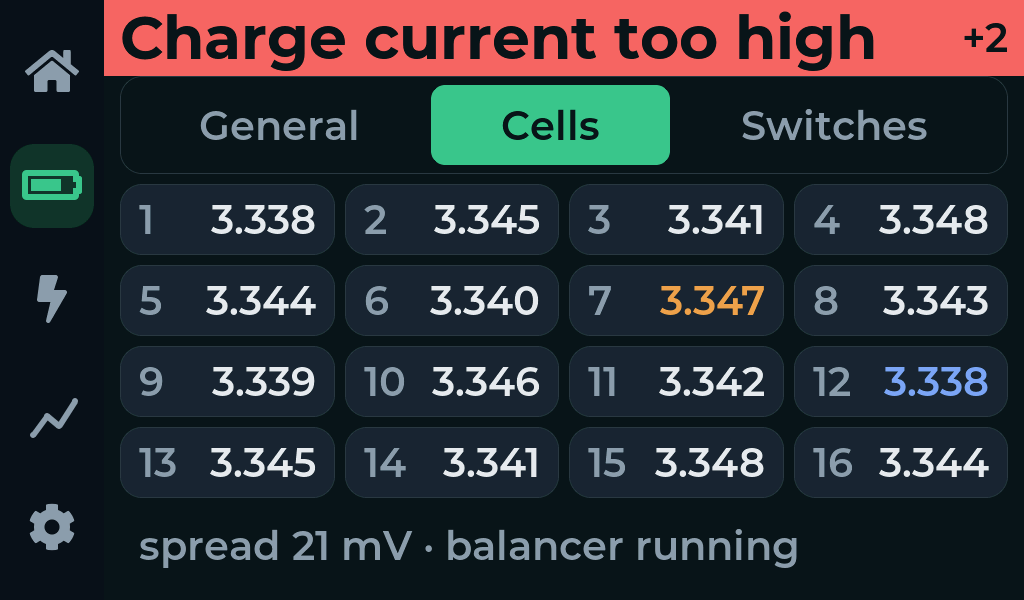 Charge current too high +2
General Cells Switches
1 3.338 2 3.345 3 3.341 4 3.348
5 3.344 6 3.340 7 3.347 8 3.343
9 3.339 10 3.346 11 3.342 12 3.338
13 3.345 14 3.341 15 3.348 16 3.344
spread 21 mV · balancer running